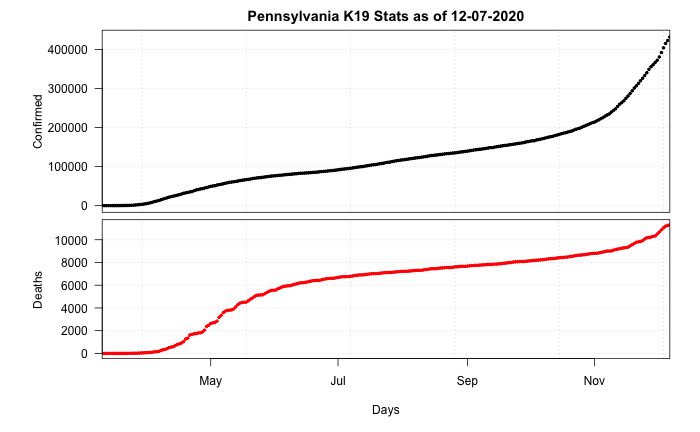 Pennsylvania K19 Stats as of 12-07-2020
Confirmed
400000
300000
200000
100000
0
Deaths
10000
8000
6000
4000
2000
0
May Jul Sep Nov
Days